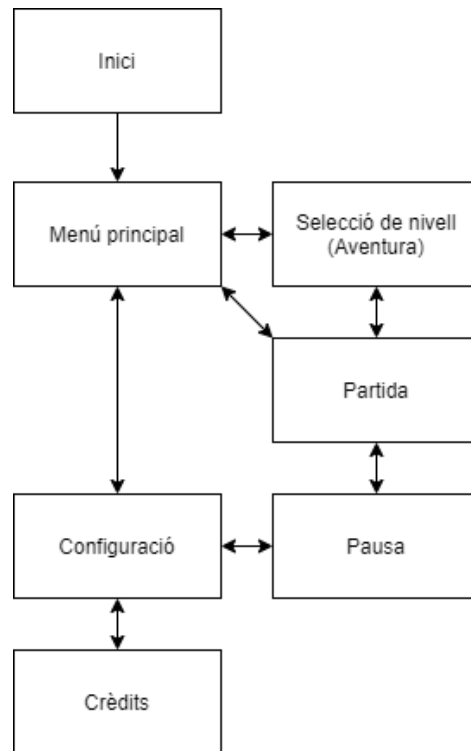 Inici
Menú principal
Selecció de nivell
(Aventura)
Partida
Configuració
Pausa
Crèdits